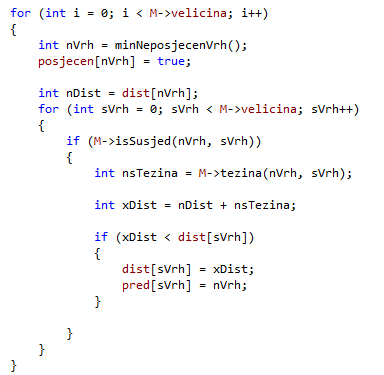 for (int i = 0; i < M->velicina; i++)
{
    int nVrh = minNeposjecenVrh();
    posjecen[nVrh] = true;

    int nDist = dist[nVrh];
    for (int sVrh = 0; sVrh < M->velicina; sVrh++)
    {
        if (M->isSusjed(nVrh, sVrh))
        {
            int nsTezina = M->tezina(nVrh, sVrh);

            int xDist = nDist + nsTezina;

            if (xDist < dist[sVrh])
            {
                dist[sVrh] = xDist;
                pred[sVrh] = nVrh;
            }

        }
    }
}